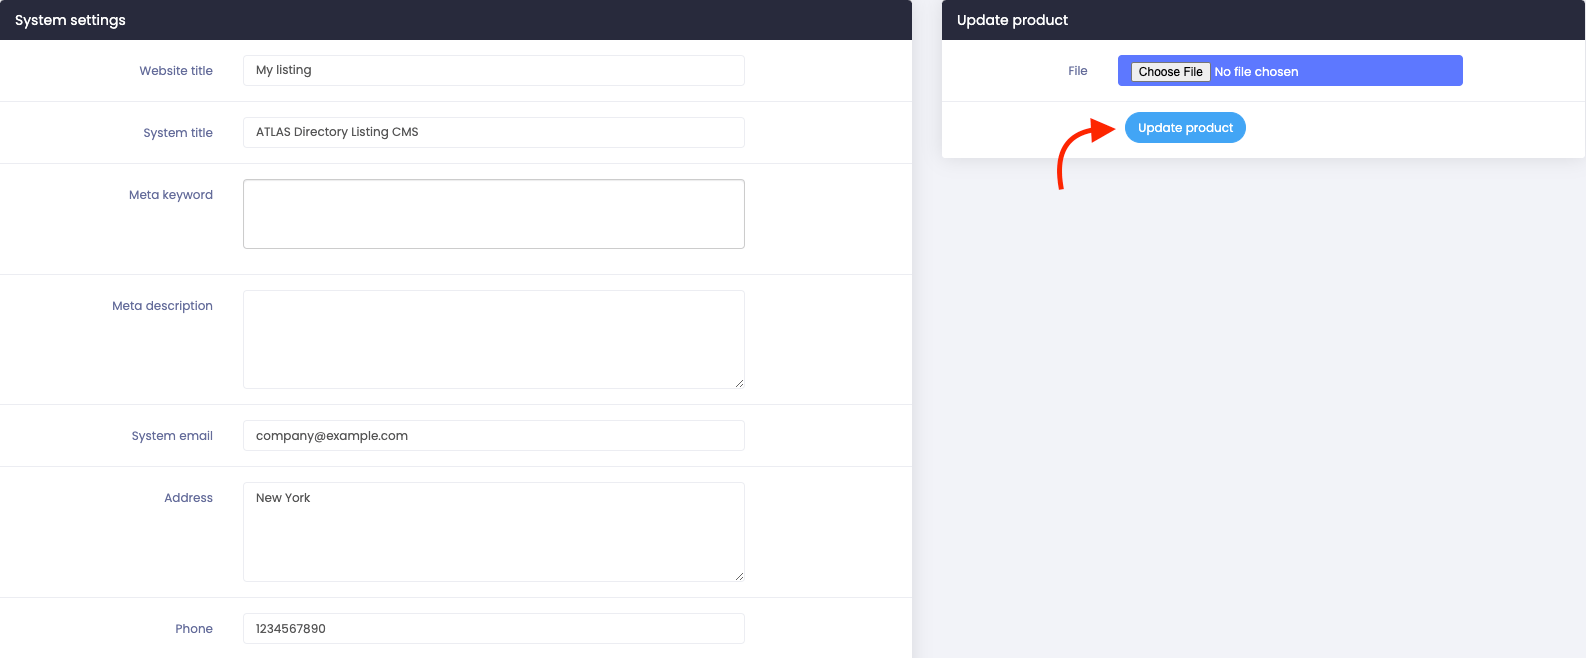 System settings
Website title
My listing
System title
ATLAS Directory Listing CMS
Meta keyword
Meta description
System email
company@example.com
Address
New York
Phone
1234567890
Update product
File
Choose File No file chosen
Update product